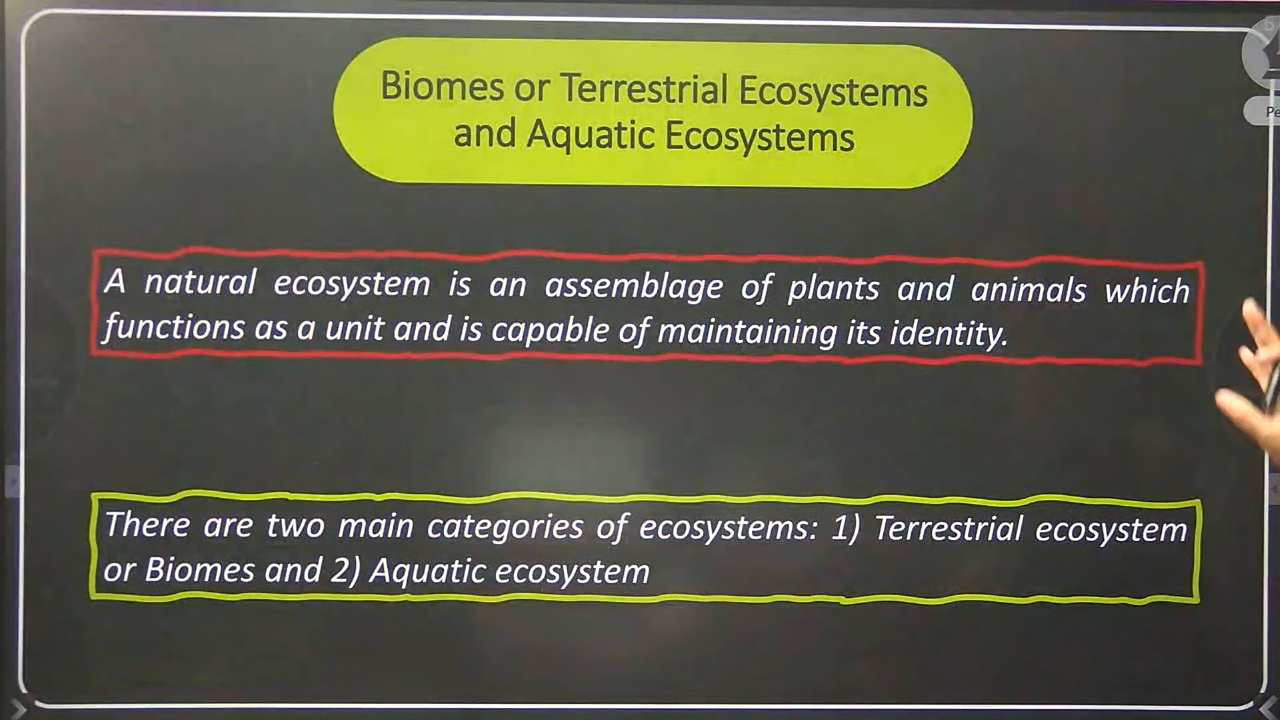 Biomes or Terrestrial Ecosystems
and Aquatic Ecosystems
A natural ecosystem is an assemblage of plants and animals which
functions as a unit and is capable of maintaining its identity.
There are two main categories of ecosystems: 1) Terrestrial ecosystem
or Biomes and 2) Aquatic ecosystem